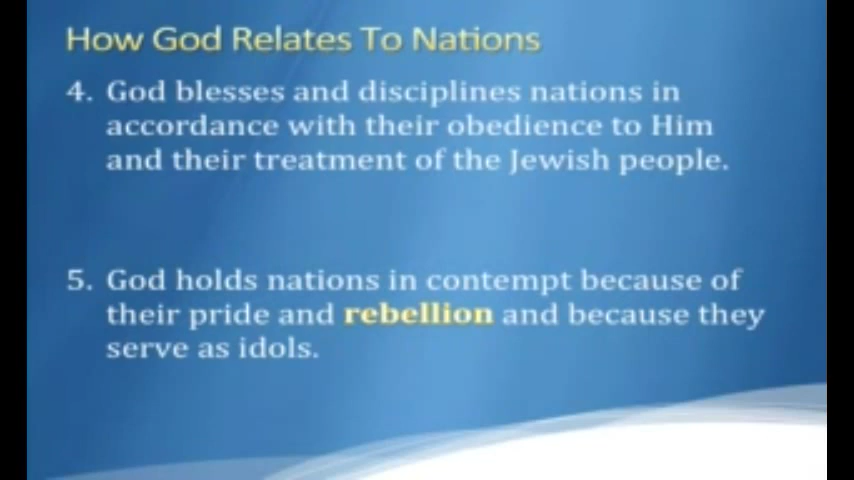 How God Relates To Nations
4. God blesses and disciplines nations in
accordance with their obedience to Him
and their treatment of the Jewish people.
5. God holds nations in contempt because of
their pride and rebellion and because they
serve as idols.